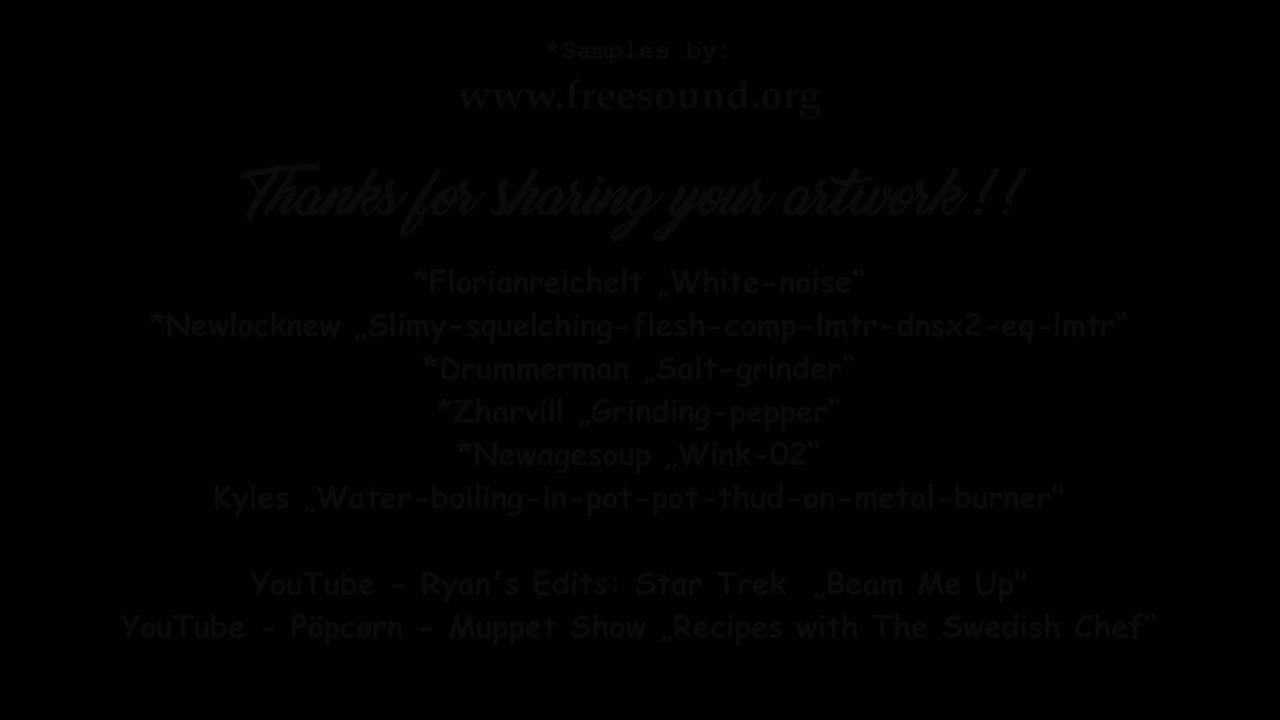 *Samples by:
www.freesound.org
Thanks for sharing your artwork!!
*Florianreichelt „White-noise“
*Newlocknew „Slimy-squelching-flesh-comp-lmtr-dnsx2-eq-lmtr“
*Drummerman „Salt-grinder“
*Zharvill „Grinding-pepper“
*Newagesoup „Wink-02“
Kyles „Water-boiling-in-pot-pot-thud-on-metal-burner"
YouTube - Ryan's Edits: Star Trek „Beam Me Up"
YouTube - Pöpcørn - Muppet Show „Recipes with The Swedish Chef“